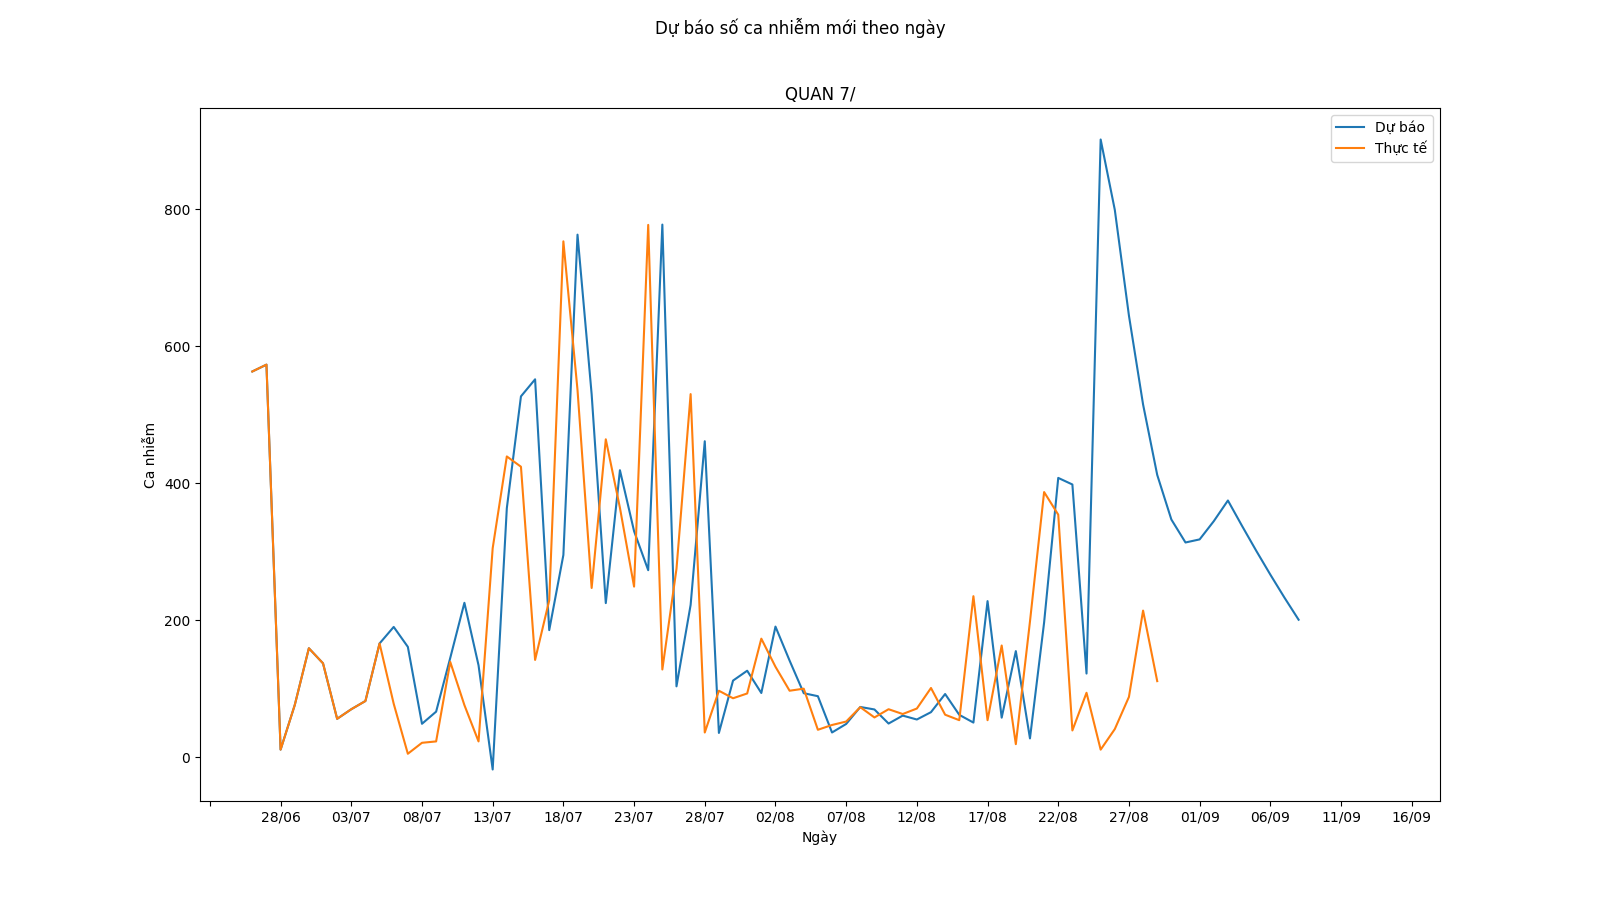 Dự báo số ca nhiễm mới theo ngày
QUAN 7/
Dự báo
Thực tế
800
600
400
200
0
Ca nhiễm
28/06 03/07 08/07 13/07 18/07 23/07 28/07 02/08 07/08 12/08 17/08 22/08 27/08 01/09 06/09 11/09 16/09
Ngày